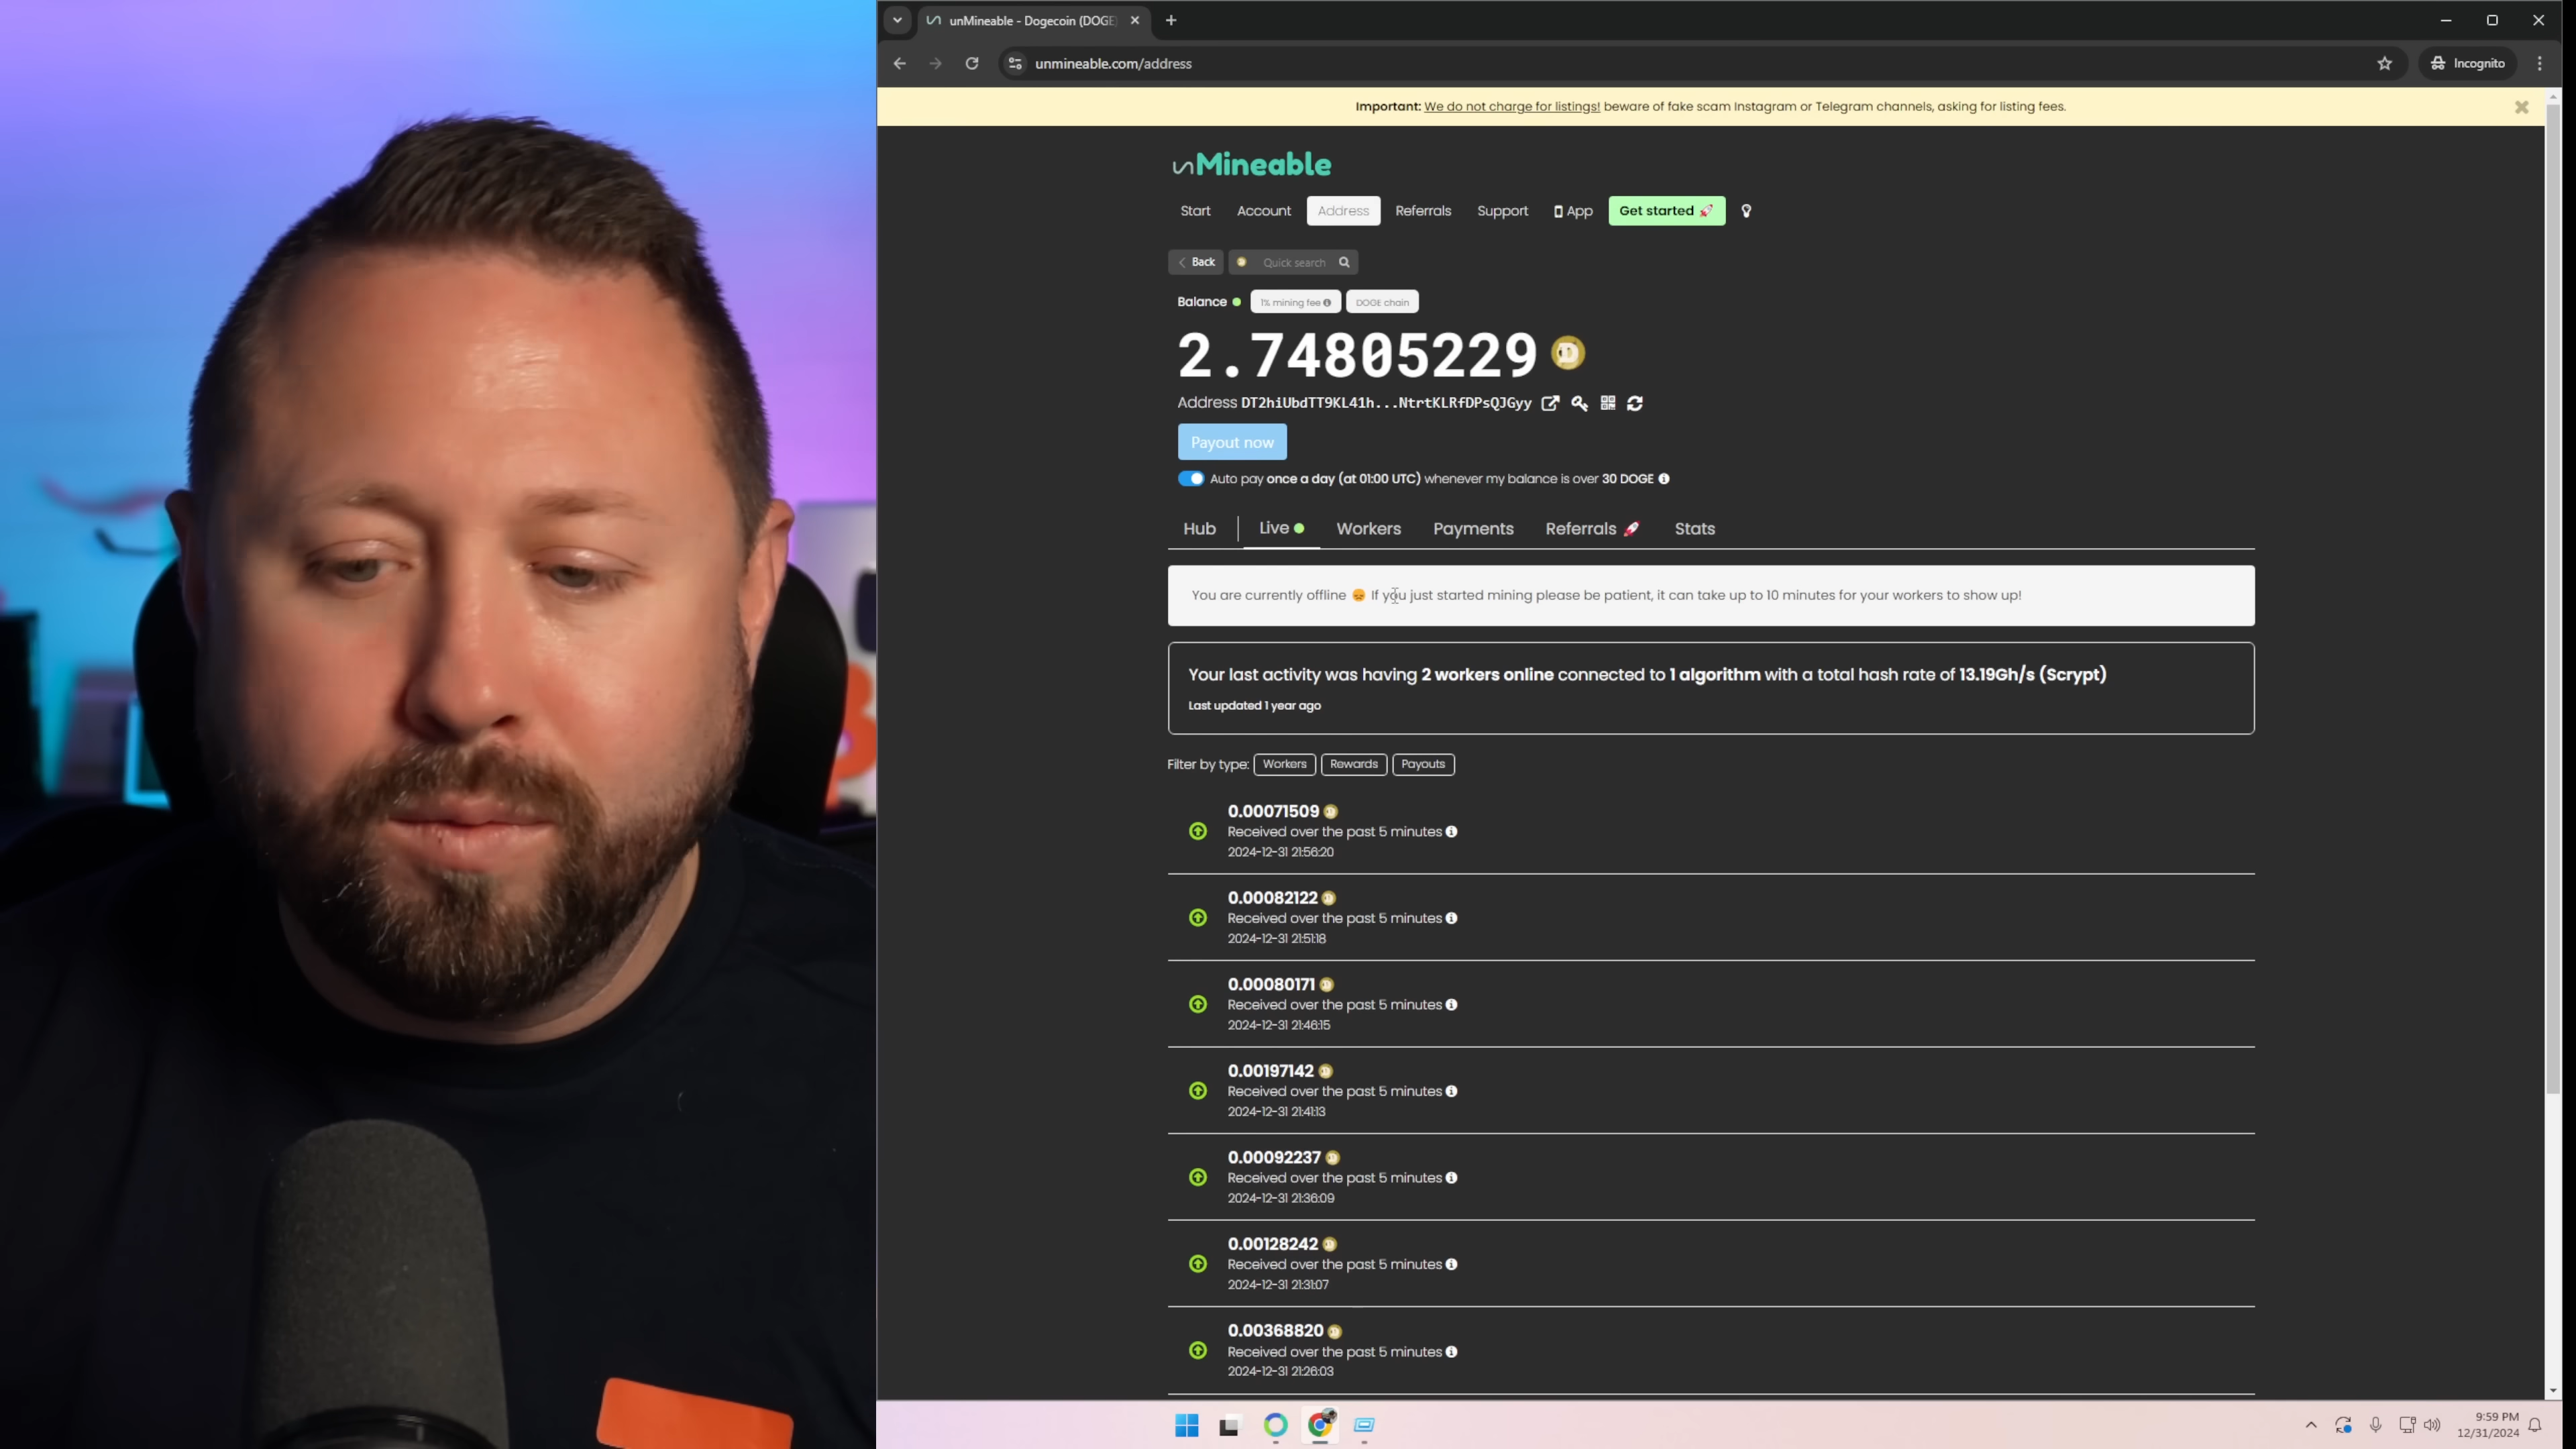 unMineable - Dogecoin (DOGE
unmineable.com/address
Incognito
Important: We do not charge for listings! beware of fake scam Instagram or Telegram channels, asking for listing fees.
unMineable
Start Account Address Referrals Support App Get started
Back Quick search
Balance 1% mining fee DOGE chain
2.74805229
Address DT2hiUbdTT9KL41h...NtrtKLRfDPsQJGyy
Payout now
Auto pay once a day (at 01:00 UTC) whenever my balance is over 30 DOGE
Hub Live Workers Payments Referrals Stats
You are currently offline 😞 If you just started mining please be patient, it can take up to 10 minutes for your workers to show up!
Your last activity was having 2 workers online connected to 1 algorithm with a total hash rate of 13.19Gh/s (Scrypt)
Last updated 1 year ago
Filter by type: Workers Rewards Payouts
0.00071509
Received over the past 5 minutes
2024-12-31 21:56:20
0.00082122
Received over the past 5 minutes
2024-12-31 21:51:18
0.00080171
Received over the past 5 minutes
2024-12-31 21:46:15
0.00197142
Received over the past 5 minutes
2024-12-31 21:41:13
0.00092237
Received over the past 5 minutes
2024-12-31 21:36:09
0.00128242
Received over the past 5 minutes
2024-12-31 21:31:07
0.00368820
Received over the past 5 minutes
2024-12-31 21:26:03
9:59 PM
12/31/2024